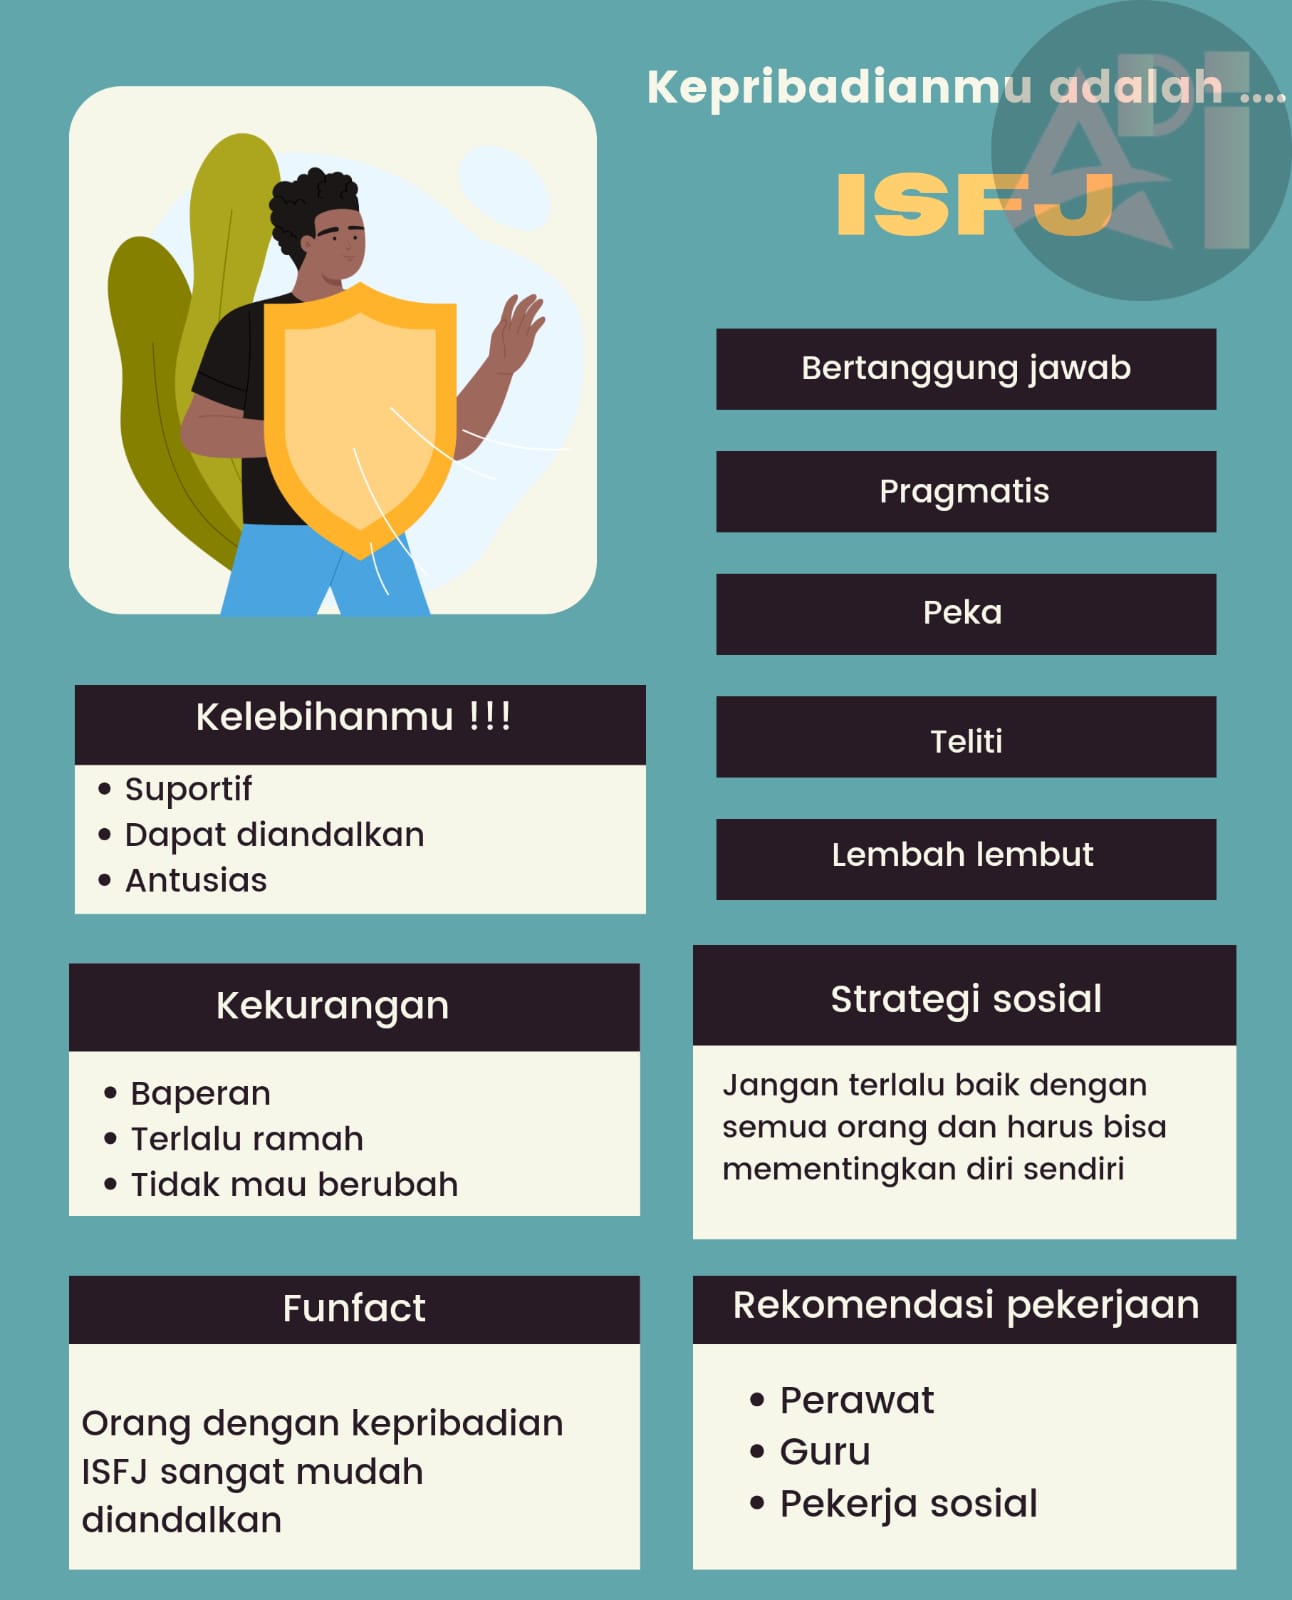 Kepribadianmu adalah ....
ISFJ
Bertanggung jawab
Pragmatis
Peka
Teliti
Lembah lembut
Kelebihanmu !!!
• Suportif
• Dapat diandalkan
• Antusias
Kekurangan
• Baperan
• Terlalu ramah
• Tidak mau berubah
Strategi sosial
Jangan terlalu baik dengan
semua orang dan harus bisa
mementingkan diri sendiri
Funfact
Orang dengan kepribadian
ISFJ sangat mudah
diandalkan
Rekomendasi pekerjaan
• Perawat
• Guru
• Pekerja sosial
ADI